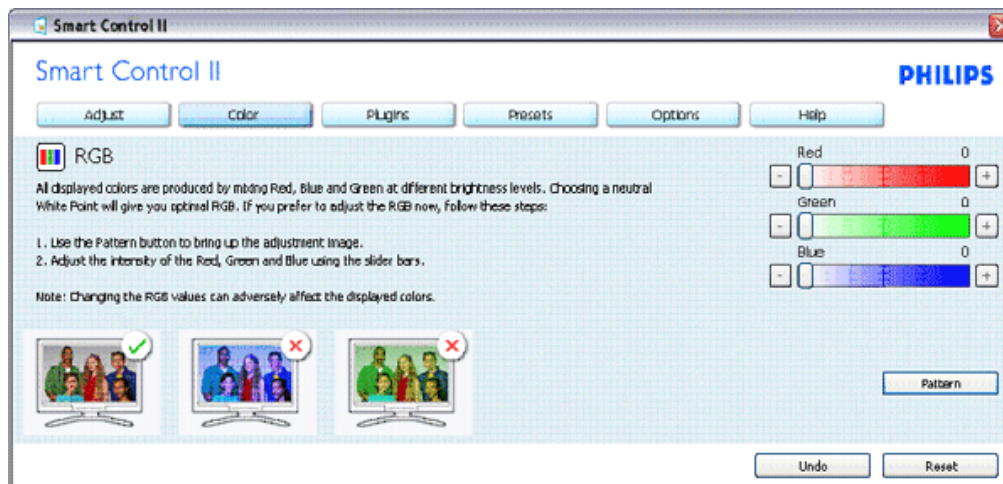 Smart Control II
Smart Control II
PHILIPS
Adjust Color Plugins Presets Options Help
RGB
All displayed colors are produced by mixing Red, Blue and Green at different brightness levels. Choosing a neutral
White Point will give you optimal RGB. If you prefer to adjust the RGB now, follow these steps:
1. Use the Pattern button to bring up the adjustment image.
2. Adjust the intensity of the Red, Green and Blue using the slider bars.
Note: Changing the RGB values can adversely affect the displayed colors.
Red 0
- +
Green 0
- +
Blue 0
- +
Pattern
Undo Reset